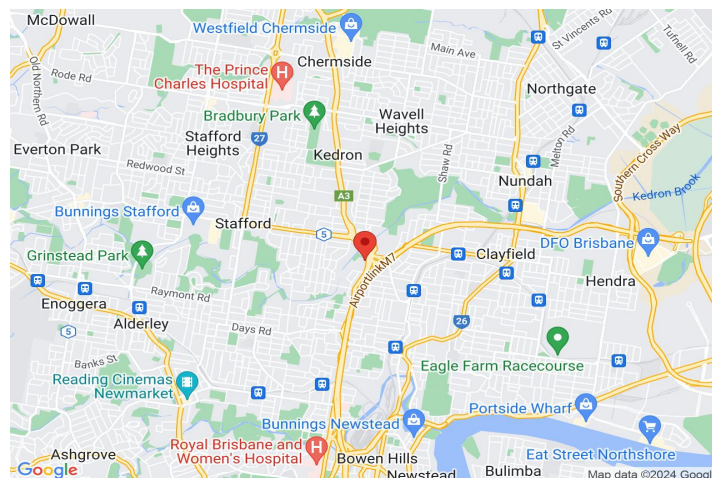 McDowall
Westfield Chermside
St Vincents Rd
Tufnell Rd
Main Ave
Chermside
Old Northern Rd
Rode Rd
The Prince
Charles Hospital
H
Northgate
Bradbury Park
Wavell
Heights
27
Stafford
Heights
Everton Park
Kedron
Shaw Rd
Melton Rd
Southern Cross Way
Redwood St
Nundah
Kedron Brook
A3
Bunnings Stafford
Stafford
5
DFO Brisbane
Grinstead Park
Clayfield
AirportlinkM7
Hendra
Raymont Rd
Enoggera
Alderley
5
Days Rd
26
Banks St
Eagle Farm Racecourse
Reading Cinemas
Newmarket
Portside Wharf
Bunnings Newstead
Royal Brisbane and
Women's Hospital
H
Eat Street Northshore
Ashgrove
Bowen Hills
Bulimba
Newstead
Google
Map data ©2024 Googl